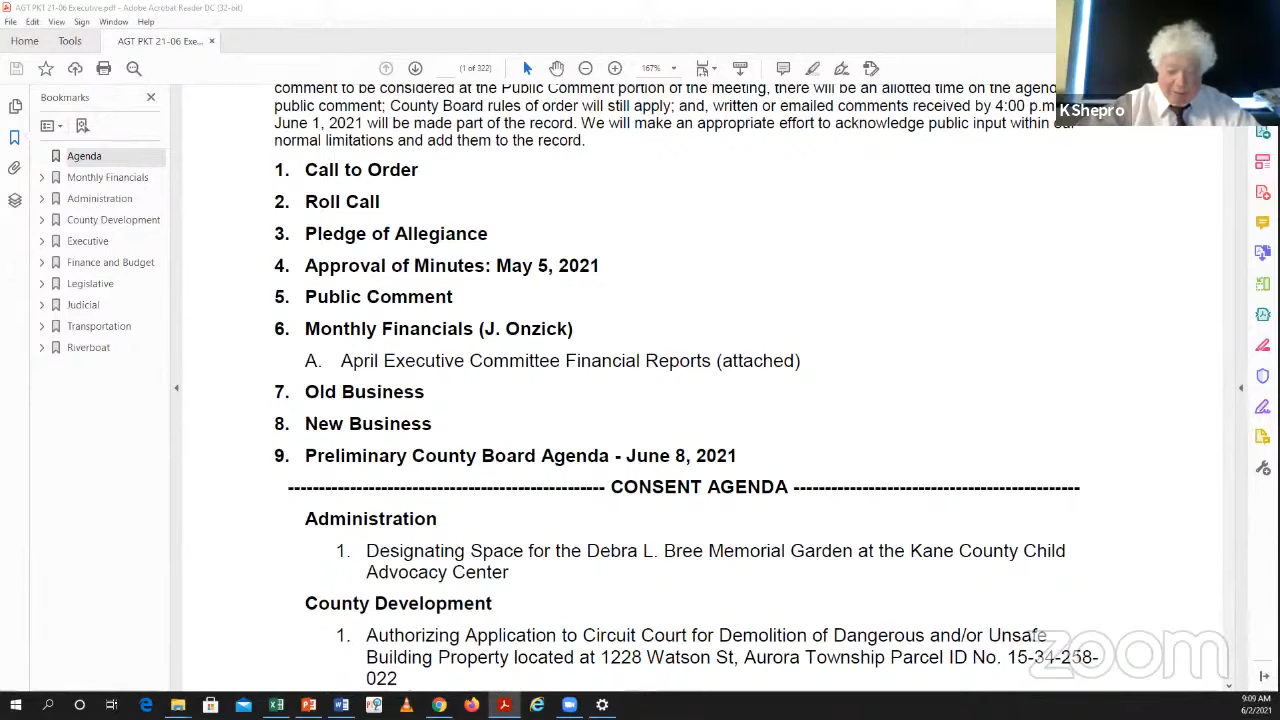 AGT PKT 21-06 Executive.pdf - Adobe Acrobat Reader DC (32-bit)
File Edit View Sign Window Help
Home Tools AGT PKT 21-06 Exe... ×
(1 of 322) 167%
Bookmarks
Agenda
Monthly Financials
Administration
County Development
Executive
Finance and Budget
Legislative
Judicial
Transportation
Riverboat
comment to be considered at the Public Comment portion of the meeting, there will be an allotted time on the agen
public comment; County Board rules of order will still apply; and, written or emailed comments received by 4:00 p.m
June 1, 2021 will be made part of the record. We will make an appropriate effort to acknowledge public input within our
normal limitations and add them to the record.
1. Call to Order
2. Roll Call
3. Pledge of Allegiance
4. Approval of Minutes: May 5, 2021
5. Public Comment
6. Monthly Financials (J. Onzick)
A. April Executive Committee Financial Reports (attached)
7. Old Business
8. New Business
9. Preliminary County Board Agenda - June 8, 2021
CONSENT AGENDA
Administration
1. Designating Space for the Debra L. Bree Memorial Garden at the Kane County Child
Advocacy Center
County Development
1. Authorizing Application to Circuit Court for Demolition of Dangerous and/or Unsafe
Building Property located at 1228 Watson St, Aurora Township Parcel ID No. 15-34-258-
022
KShepro
zoom
9:09 AM
6/2/2021